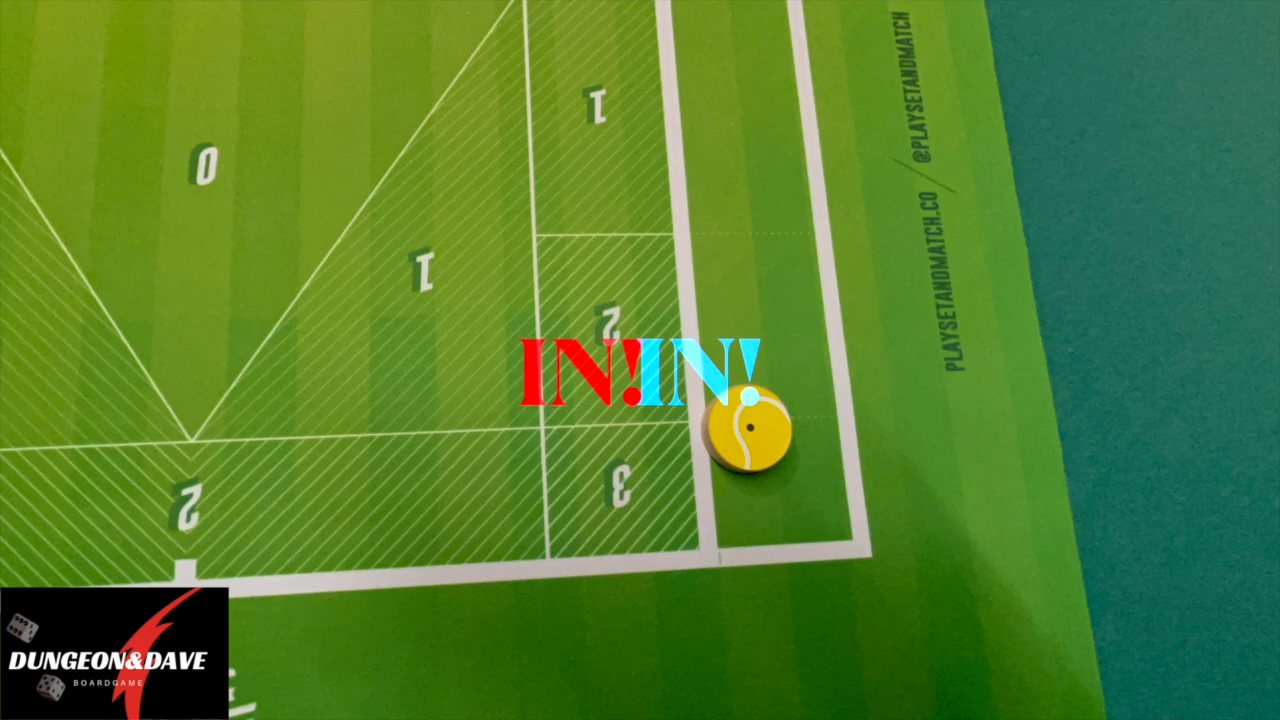 @PLAYSETANDMATCH
PLAYSETANDMATCH.CO /
1
0
1
2
IN! IN!
3
2
DUNGEON&DAVE
BOARDGAME